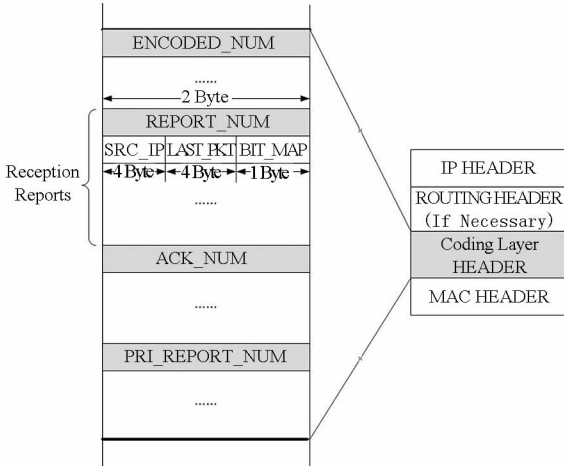 ENCODED_NUM
......
2 Byte
REPORT_NUM
SRC_IP LAST_PKT BIT_MAP
4 Byte 4 Byte 1 Byte
......
Reception
Reports
ACK_NUM
......
PRI_REPORT_NUM
......
IP HEADER
ROUTING HEADER
(If Necessary)
Coding Layer
HEADER
MAC HEADER